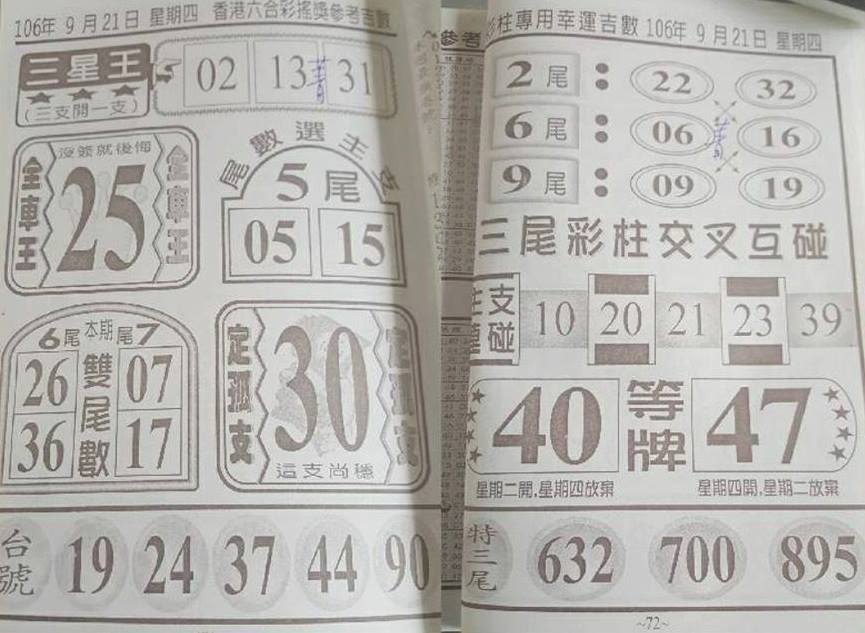 106年 9月21日 星期四 香港六合彩搖獎參考吉數
三星王
(三支開一支)
02 13 31
沒簽就後悔
全車王 25 全車王
尾數選主支
5尾
05 15
6尾 本期 尾7
雙尾數
26 07
36 17
定孤支 30 定孤支
這支尚穩
台號 19 24 37 44 90
參考
柱專用幸運吉數 106年 9月21日 星期四
2尾：22 32
6尾：06 16
9尾：09 19
三尾彩柱交叉互碰
支碰 10 20 21 23 39
40 等牌 47
星期二開,星期四放棄 星期四開,星期二放棄
特三尾 632 700 895
~72~